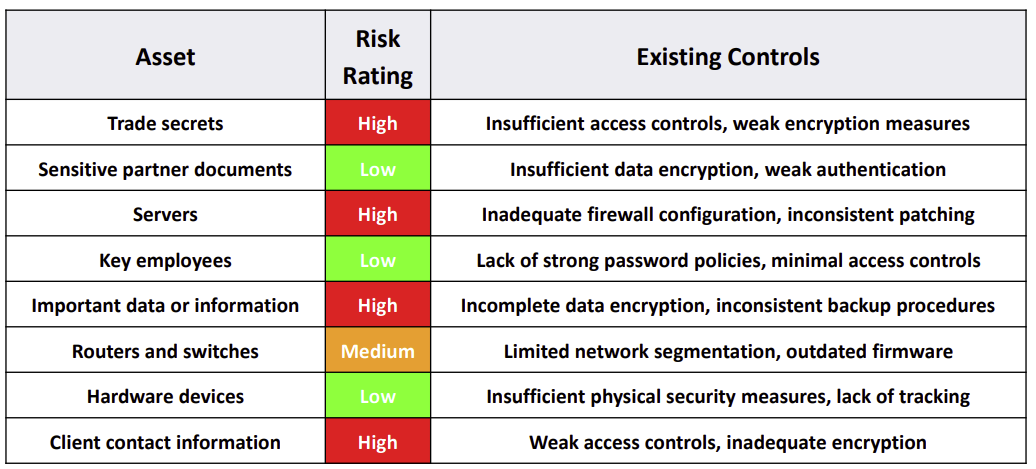 Asset Risk Rating Existing Controls
Trade secrets High Insufficient access controls, weak encryption measures
Sensitive partner documents Low Insufficient data encryption, weak authentication
Servers High Inadequate firewall configuration, inconsistent patching
Key employees Low Lack of strong password policies, minimal access controls
Important data or information High Incomplete data encryption, inconsistent backup procedures
Routers and switches Medium Limited network segmentation, outdated firmware
Hardware devices Low Insufficient physical security measures, lack of tracking
Client contact information High Weak access controls, inadequate encryption